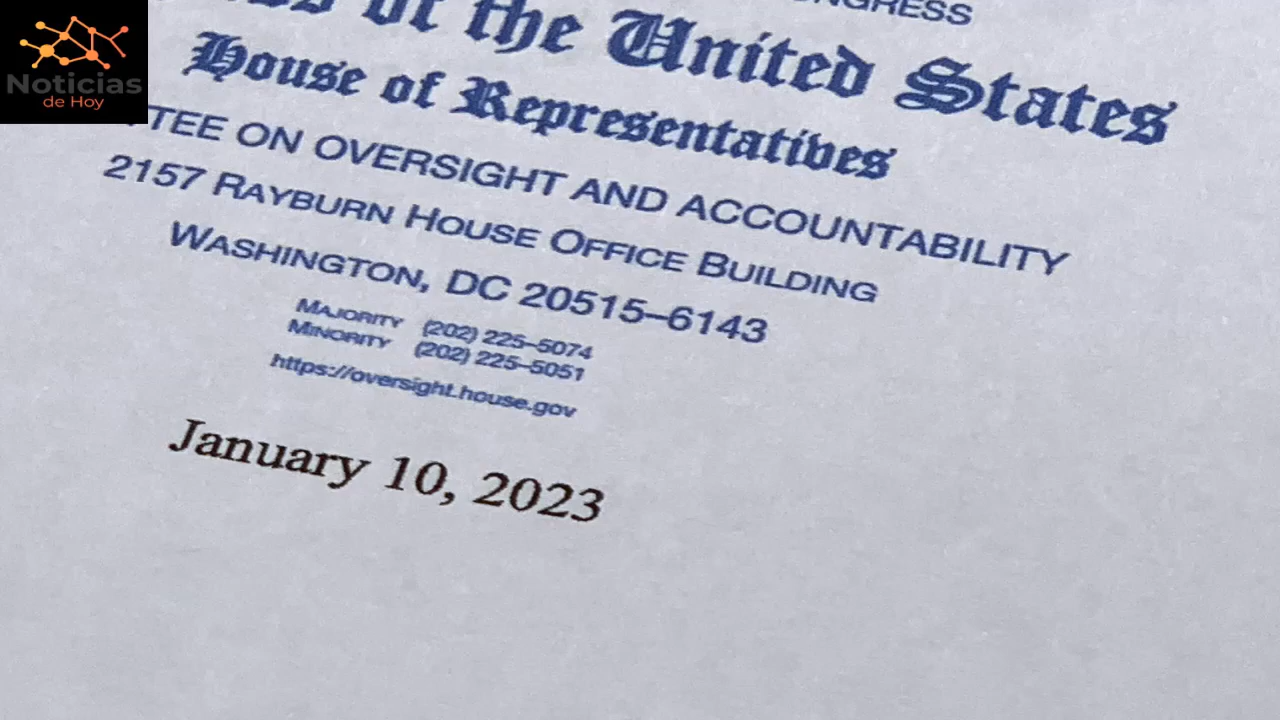 Noticias
de Hoy
of the United States
House of Representatives
ON OVERSIGHT AND ACCOUNTABILITY
2157 RAYBURN HOUSE OFFICE BUILDING
WASHINGTON, DC 20515–6143
MAJORITY (202) 225–5074
MINORITY (202) 225–5051
https://oversight.house.gov
January 10, 2023